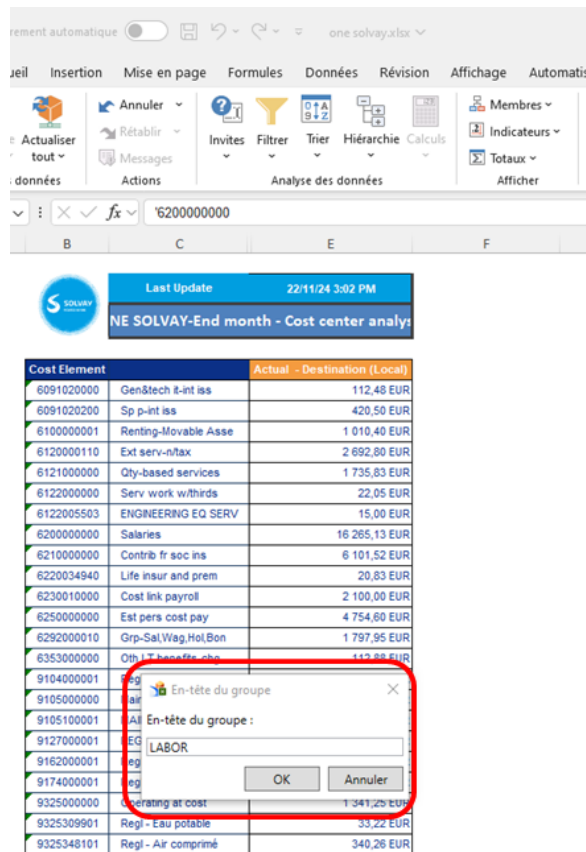 rement automatique one solvay.xlsx
ueil Insertion Mise en page Formules Données Révision Affichage Automatis
Actualiser tout Annuler Rétablir Messages Invites Filtrer Trier Hiérarchie Calculs Membres Indicateurs Totaux
données Actions Analyse des données Afficher
fx '6200000000
B C E F
SOLVAY Last Update 22/11/24 3:02 PM
NE SOLVAY-End month - Cost center analys
Cost Element Actual - Destination (Local)
6091020000 Gen&tech it-int iss 112,48 EUR
6091020200 Sp p-int iss 420,50 EUR
6100000001 Renting-Movable Asse 1 010,40 EUR
6120000110 Ext serv-n/tax 2 692,80 EUR
6121000000 Qty-based services 1 735,83 EUR
6122000000 Serv work w/thirds 22,05 EUR
6122005503 ENGINEERING EQ SERV 15,00 EUR
6200000000 Salaries 16 265,13 EUR
6210000000 Contrib fr soc ins 6 101,52 EUR
6220034940 Life insur and prem 20,83 EUR
6230010000 Cost link payroll 2 100,00 EUR
6250000000 Est pers cost pay 4 754,60 EUR
6292000010 Grp-Sal,Wag,Hol,Bon 1 797,95 EUR
6353000000 Oth LT benefits-chg 112,88 EUR
9104000001
En-tête du groupe
9105000000
9105100001 En-tête du groupe :
9127000001
LABOR
9162000001
9174000001 OK Annuler
9325000000 Operating at cost 1 341,25 EUR
9325309901 Regl - Eau potable 33,22 EUR
9325348101 Regl - Air comprimé 340,26 EUR